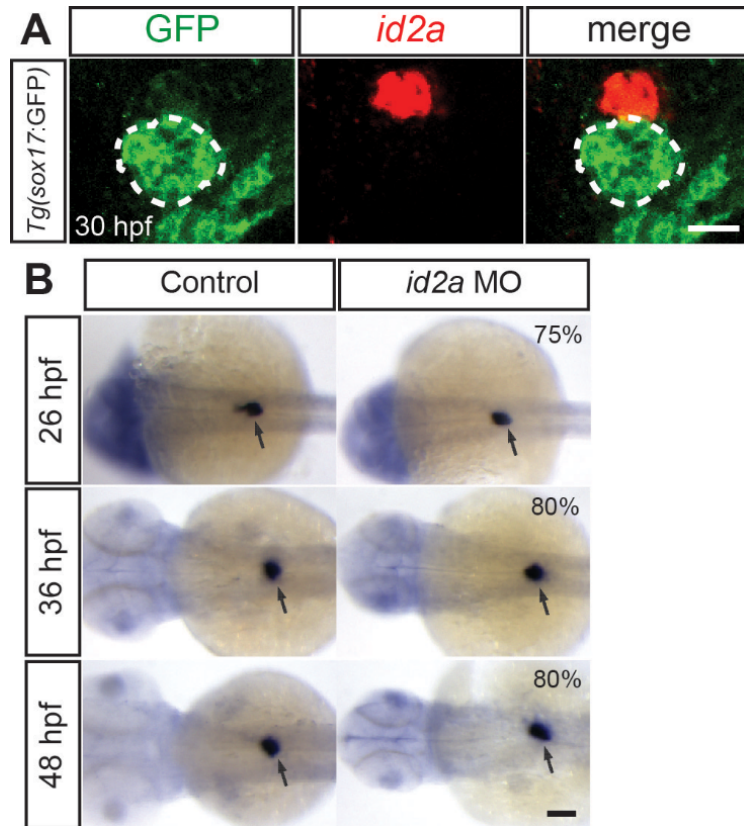 A
GFP
id2a
merge
Tg(sox17:GFP)
30 hpf
B
Control
id2a MO
26 hpf
75%
36 hpf
80%
48 hpf
80%